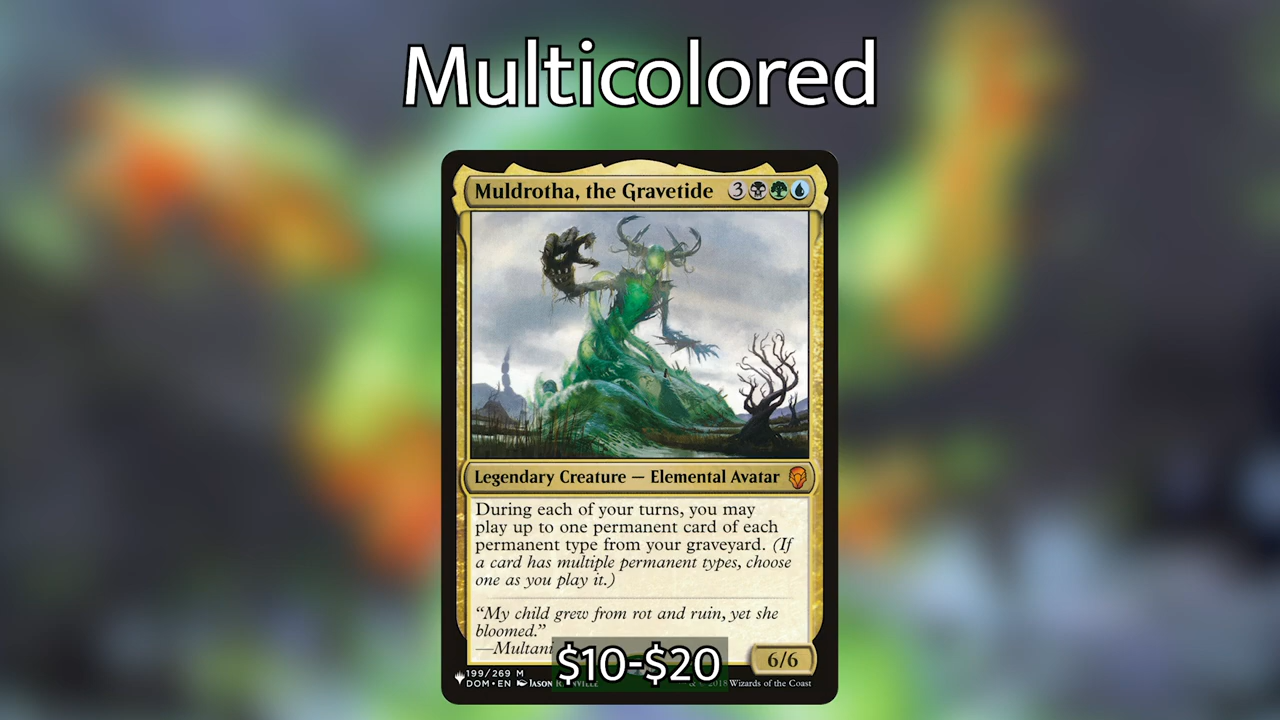 Multicolored
Muldrotha, the Gravetide 3
Legendary Creature — Elemental Avatar
During each of your turns, you may
play up to one permanent card of each
permanent type from your graveyard. (If
a card has multiple permanent types, choose
one as you play it.)
“My child grew from rot and ruin, yet she
bloomed.”
—Multani
$10-$20
6/6
199/269 M
DOM • EN Jason & © 2018 Wizards of the Coast